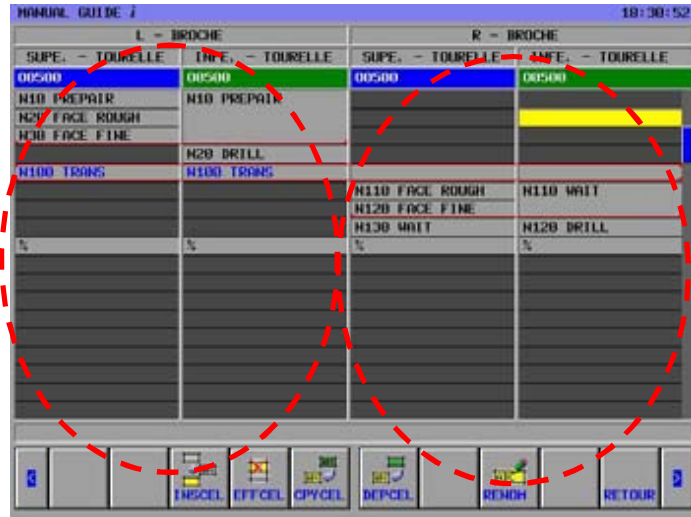 MANUAL GUIDE i 18:30:52
L - BROCHE R - BROCHE
SUPE. - TOURELLE INFE. - TOURELLE SUPE. - TOURELLE INFE. - TOURELLE
O0500 O0500 O0500 O0500
N10 PREPAIR N10 PREPAIR
N20 FACE ROUGH
N30 FACE FINE
N20 DRILL
N100 TRANS N100 TRANS
N110 FACE ROUGH N110 WAIT
N120 FACE FINE
N130 WAIT N120 DRILL
% % % %
INSCEL EFFCEL CPYCEL DEPCEL RENOM RETOUR